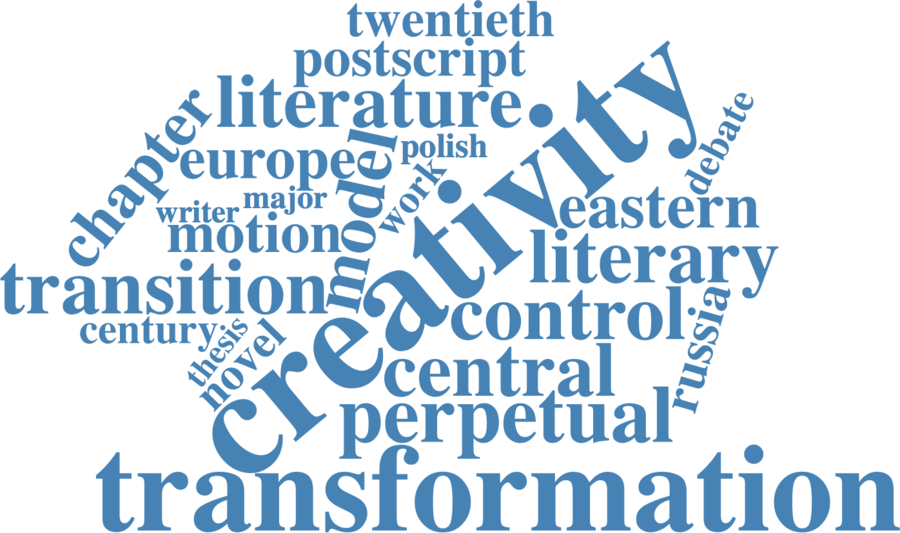 twentieth
postscript
literature
creativity
chapter
debate
europe
model
polish
work
major
writer
eastern
motion
literary
transition
control
century
russia
thesis
novel
central
perpetual
transformation